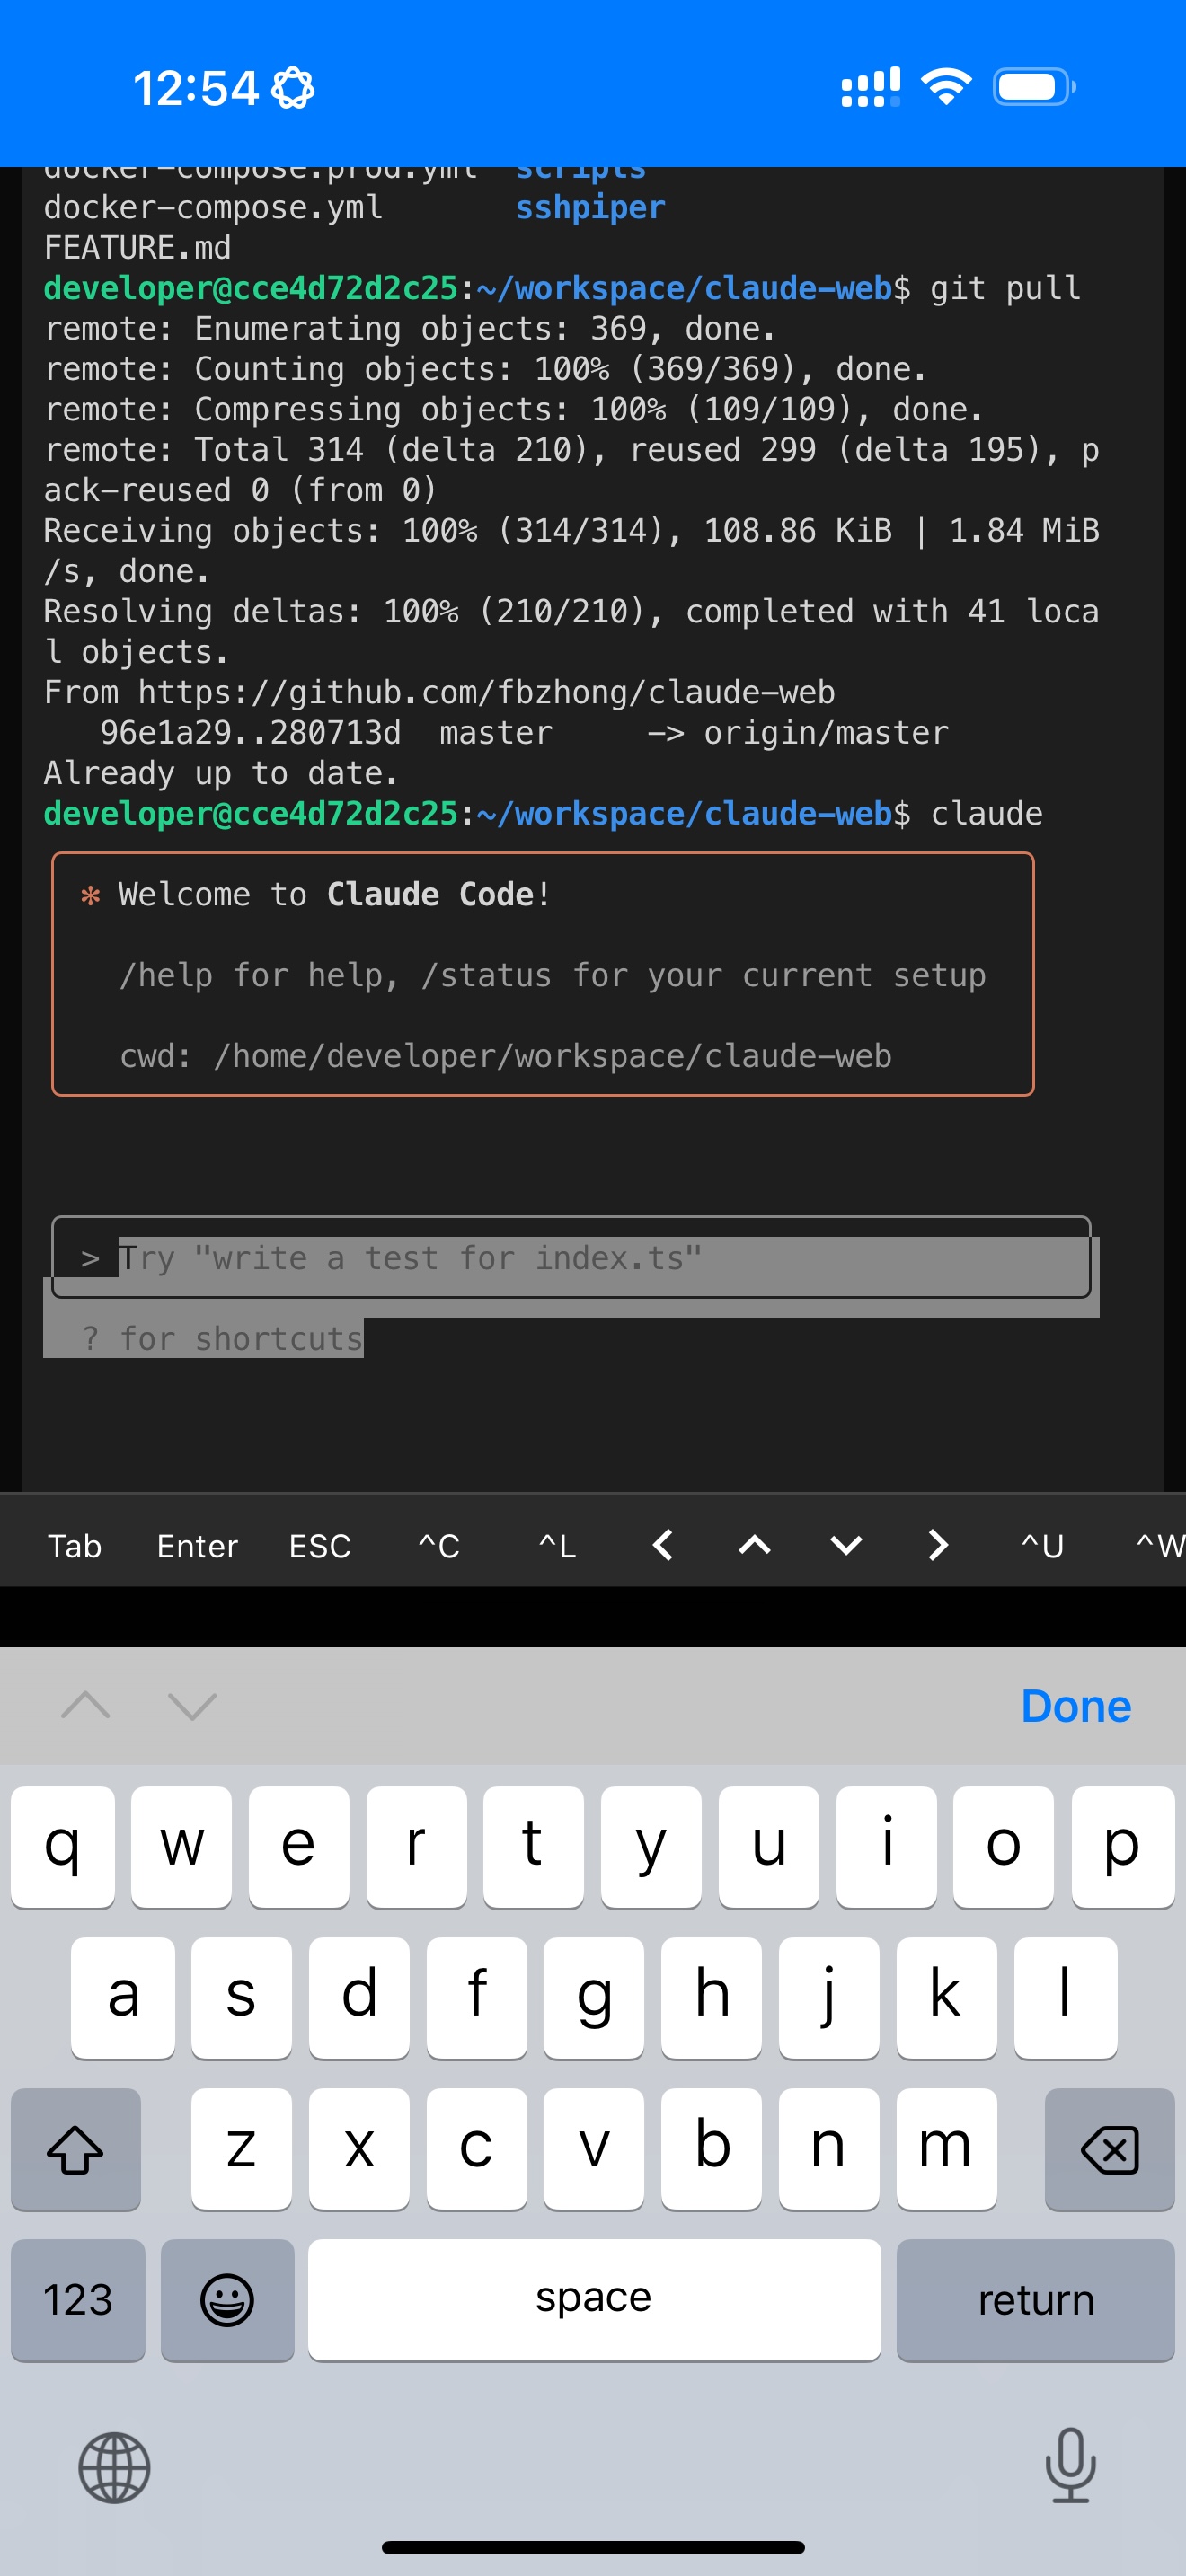 12:54
docker-compose.prod.yml  scripts
docker-compose.yml       sshpiper
FEATURE.md
developer@cce4d72d2c25:~/workspace/claude-web$ git pull
remote: Enumerating objects: 369, done.
remote: Counting objects: 100% (369/369), done.
remote: Compressing objects: 100% (109/109), done.
remote: Total 314 (delta 210), reused 299 (delta 195), p
ack-reused 0 (from 0)
Receiving objects: 100% (314/314), 108.86 KiB | 1.84 MiB
/s, done.
Resolving deltas: 100% (210/210), completed with 41 loca
l objects.
From https://github.com/fbzhong/claude-web
   96e1a29..280713d  master     -> origin/master
Already up to date.
developer@cce4d72d2c25:~/workspace/claude-web$ claude
✻ Welcome to Claude Code!
/help for help, /status for your current setup
cwd: /home/developer/workspace/claude-web
> Try "write a test for index.ts"
? for shortcuts
Tab Enter ESC ^C ^L ^U ^W
Done
q w e r t y u i o p
a s d f g h j k l
z x c v b n m
123 space return